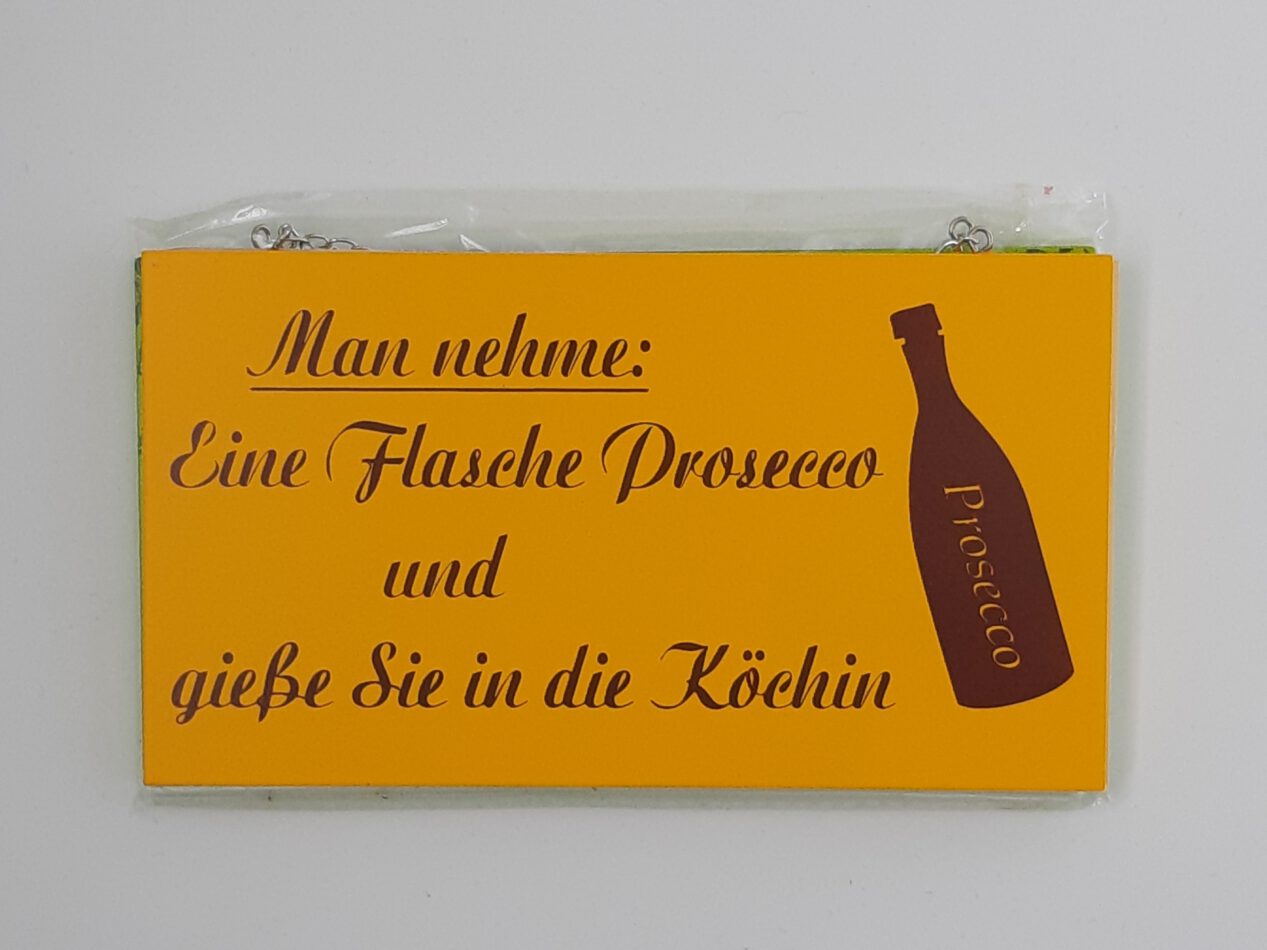 Man nehme:
Eine Flasche Prosecco
und
gieße Sie in die Köchin
Prosecco